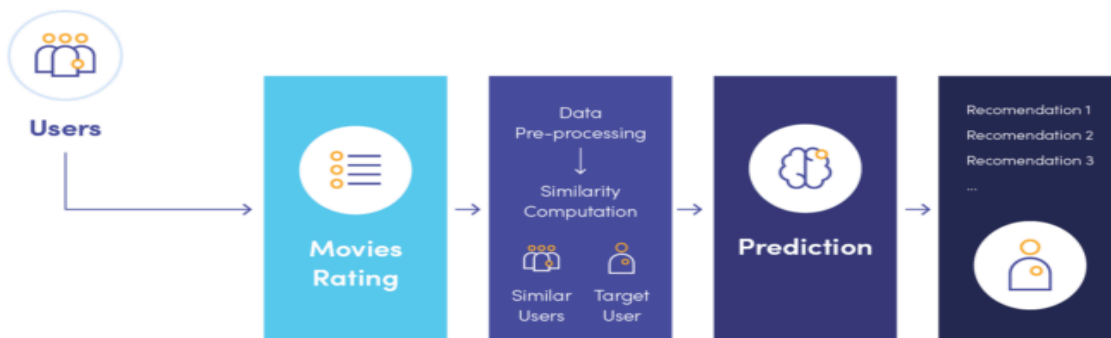 Users
Movies
Rating
Data
Pre-processing
Similarity
Computation
Similar
Users
Target
User
Prediction
Recomendation 1
Recomendation 2
Recomendation 3
...